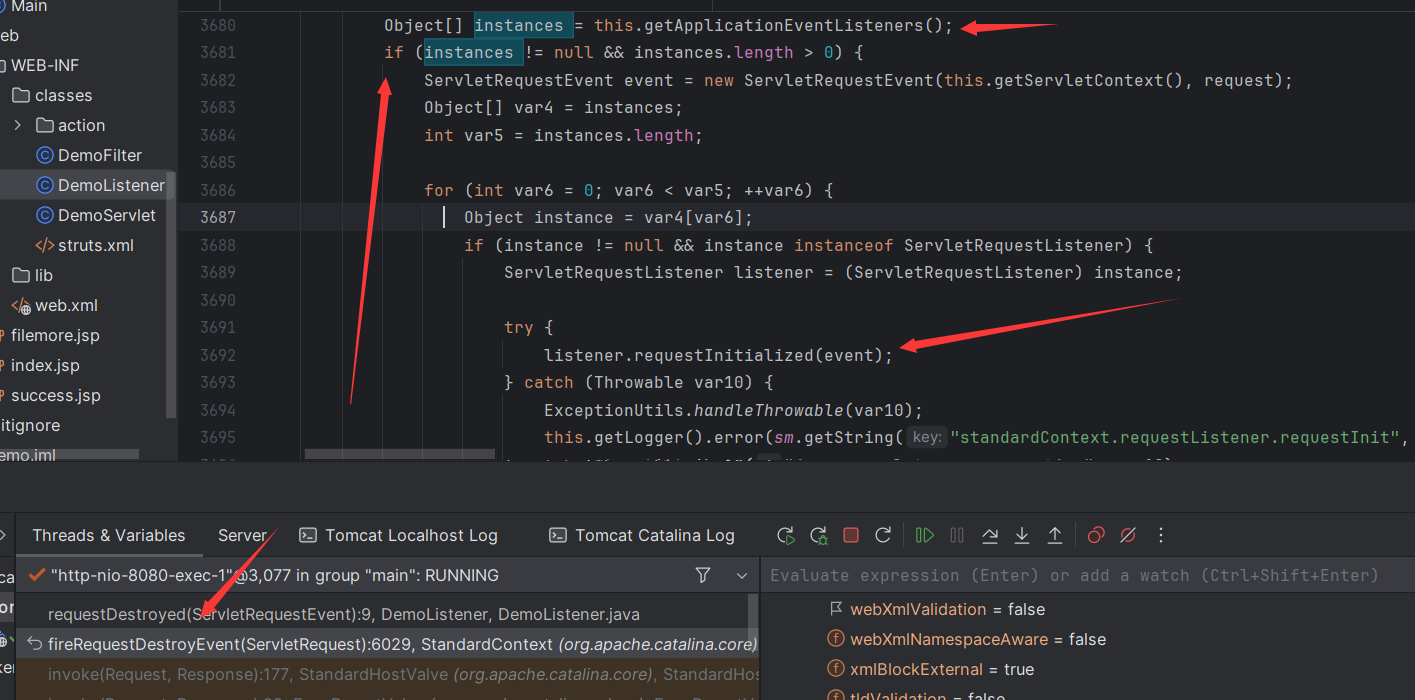 Main
eb
WEB-INF
classes
action
DemoFilter
DemoListener
DemoServlet
struts.xml
lib
web.xml
filemore.jsp
index.jsp
success.jsp
itignore
emo.iml
3680 Object[] instances = this.getApplicationEventListeners();
3681 if (instances != null && instances.length > 0) {
3682 ServletRequestEvent event = new ServletRequestEvent(this.getServletContext(), request);
3683 Object[] var4 = instances;
3684 int var5 = instances.length;
3685
3686 for (int var6 = 0; var6 < var5; ++var6) {
3687 Object instance = var4[var6];
3688 if (instance != null && instance instanceof ServletRequestListener) {
3689 ServletRequestListener listener = (ServletRequestListener) instance;
3690
3691 try {
3692 listener.requestInitialized(event);
3693 } catch (Throwable var10) {
3694 ExceptionUtils.handleThrowable(var10);
3695 this.getLogger().error(sm.getString( key: "standardContext.requestListener.requestInit",
Threads & Variables Server Tomcat Localhost Log Tomcat Catalina Log
"http-nio-8080-exec-1"@3,077 in group "main": RUNNING
requestDestroyed(ServletRequestEvent):9, DemoListener, DemoListener.java
fireRequestDestroyEvent(ServletRequest):6029, StandardContext (org.apache.catalina.core)
invoke(Request, Response):177, StandardHostValve (org.apache.catalina.core), StandardHos
Evaluate expression (Enter) or add a watch (Ctrl+Shift+Enter)
webXmlValidation = false
webXmlNamespaceAware = false
xmlBlockExternal = true
tldValidation = false